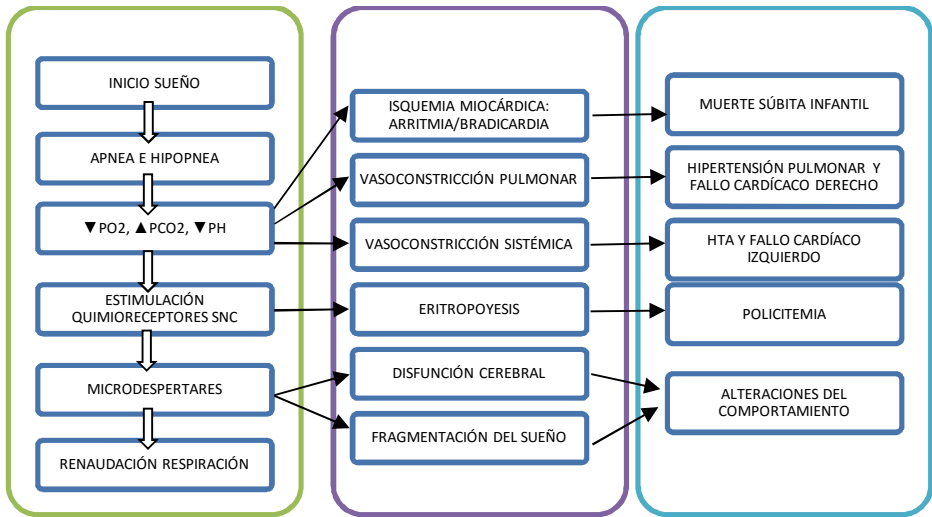 INICIO SUEÑO
APNEA E HIPOPNEA
▼PO2, ▲PCO2, ▼PH
ESTIMULACIÓN
QUIMIORECEPTORES SNC
MICRODESPERTARES
RENAUDACIÓN RESPIRACIÓN
ISQUEMIA MIOCÁRDICA:
ARRITMIA/BRADICARDIA
VASOCONSTRICCIÓN PULMONAR
VASOCONSTRICCIÓN SISTÉMICA
ERITROPOYESIS
DISFUNCIÓN CEREBRAL
FRAGMENTACIÓN DEL SUEÑO
MUERTE SÚBITA INFANTIL
HIPERTENSIÓN PULMONAR Y
FALLO CARDÍCACO DERECHO
HTA Y FALLO CARDÍACO
IZQUIERDO
POLICITEMIA
ALTERACIONES DEL
COMPORTAMIENTO